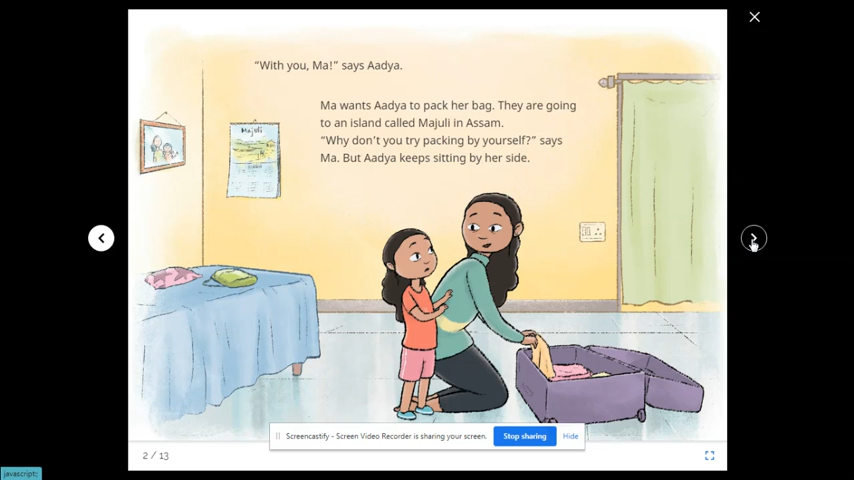 “With you, Ma!” says Aadya.
Ma wants Aadya to pack her bag. They are going
to an island called Majuli in Assam.
“Why don’t you try packing by yourself?” says
Ma. But Aadya keeps sitting by her side.
Majuli
Screencastify - Screen Video Recorder is sharing your screen.
Stop sharing
Hide
2 / 13
javascript:;